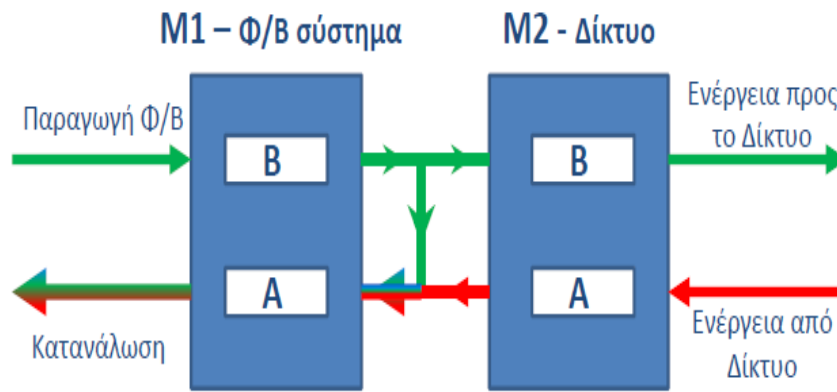 M1 – Φ/Β σύστημα
M2 - Δίκτυο
Παραγωγή Φ/Β
Β
Β
Ενέργεια προς
το Δίκτυο
Α
Α
Κατανάλωση
Ενέργεια από
Δίκτυο